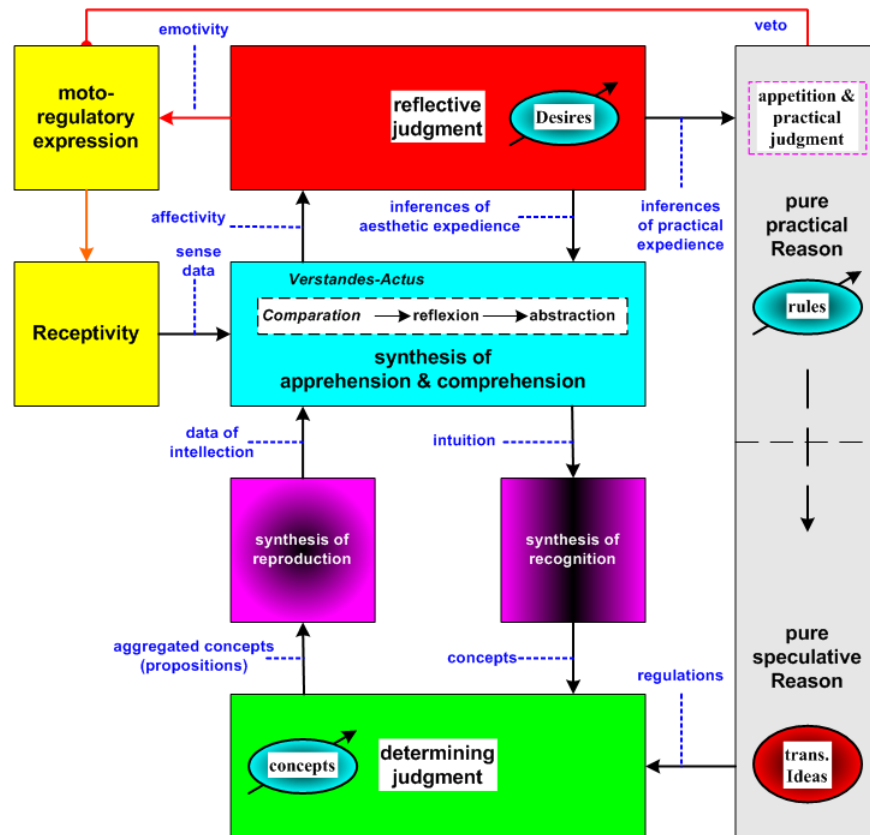 emotivity
veto
moto-
regulatory
expression
reflective
judgment
Desires
appetition &
practical
judgment
affectivity
inferences of
aesthetic expedience
inferences
of practical
expedience
pure
practical
Reason
rules
sense
data
Receptivity
Verstandes-Actus
Comparation
reflexion
abstraction
synthesis of
apprehension & comprehension
data of
intellection
intuition
synthesis of
reproduction
synthesis of
recognition
aggregated concepts
(propositions)
concepts
regulations
pure
speculative
Reason
concepts
determining
judgment
trans.
Ideas